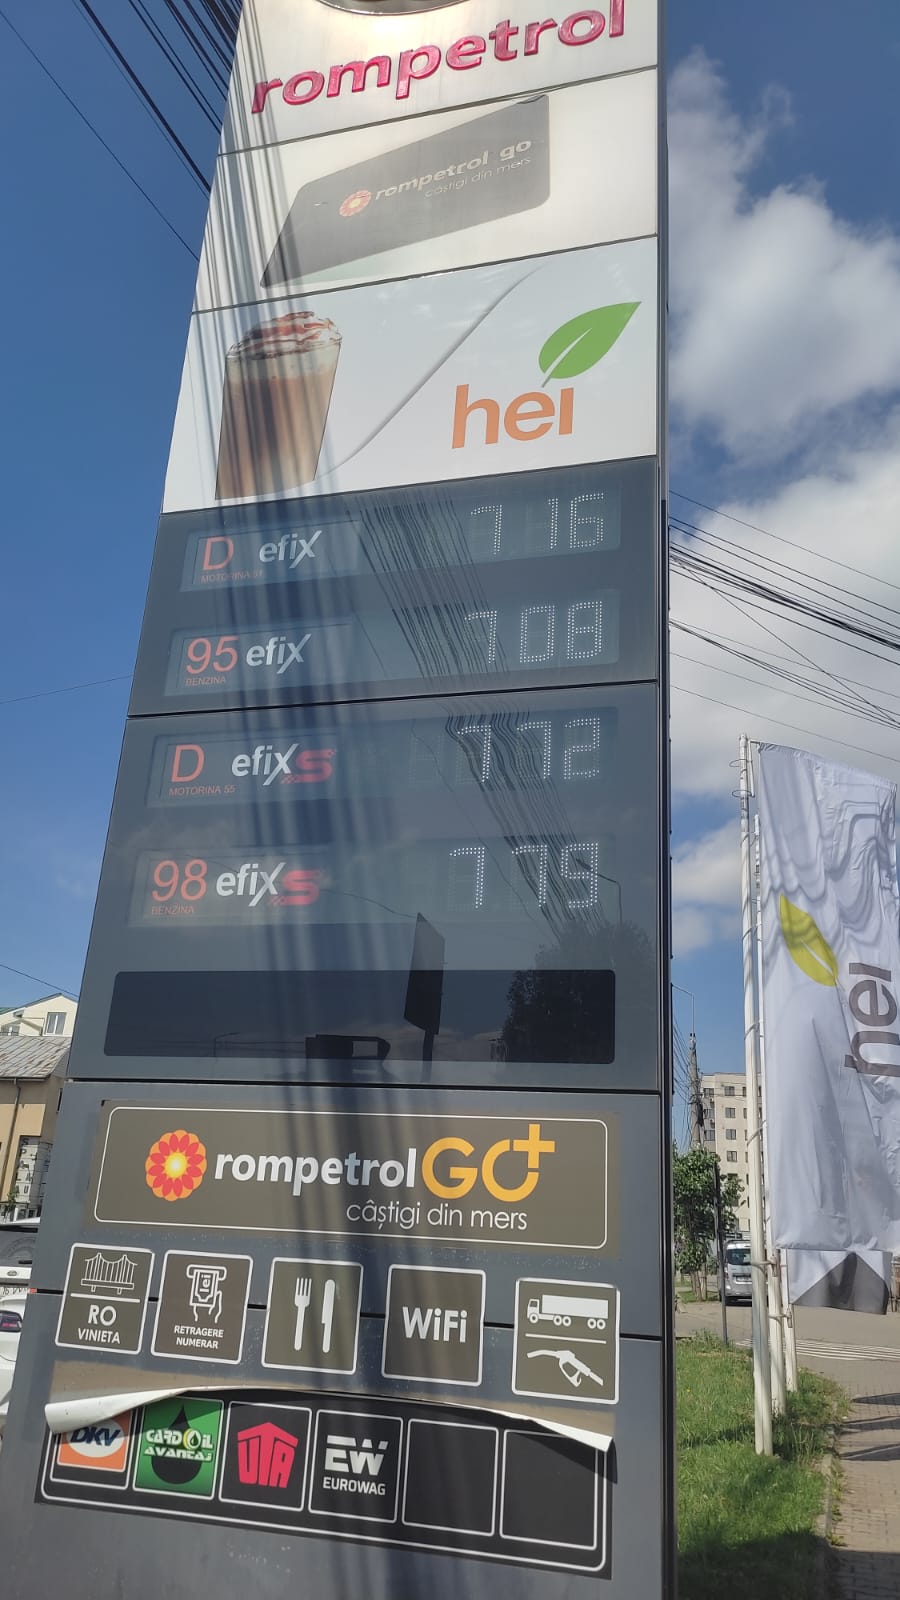 rompetrol
rompetrol go
câștigi din mers
hei
D efix 7 16
MOTORINA 51
95 efix 7 08
BENZINA
D efix S 7 72
MOTORINA 55
98 efix S 7 79
BENZINA
rompetrol GO+
câștigi din mers
RO
VINIETA
RETRAGERE
NUMERAR
WiFi
DKV
CARD OIL
AVANTAJ
UTA
EW
EUROWAG
hei